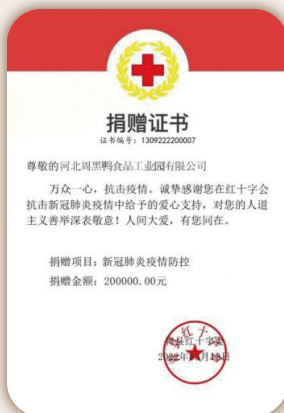 捐赠证书
证书编号：1309222200007
尊敬的河北周黑鸭食品工业园有限公司
万众一心，抗击疫情。诚挚感谢您在红十字会
抗击新冠肺炎疫情中给予的爱心支持，对您的人道
主义善举深表敬意！人间大爱，有您同在。
捐赠项目：新冠肺炎疫情防控
捐赠金额：200000.00元